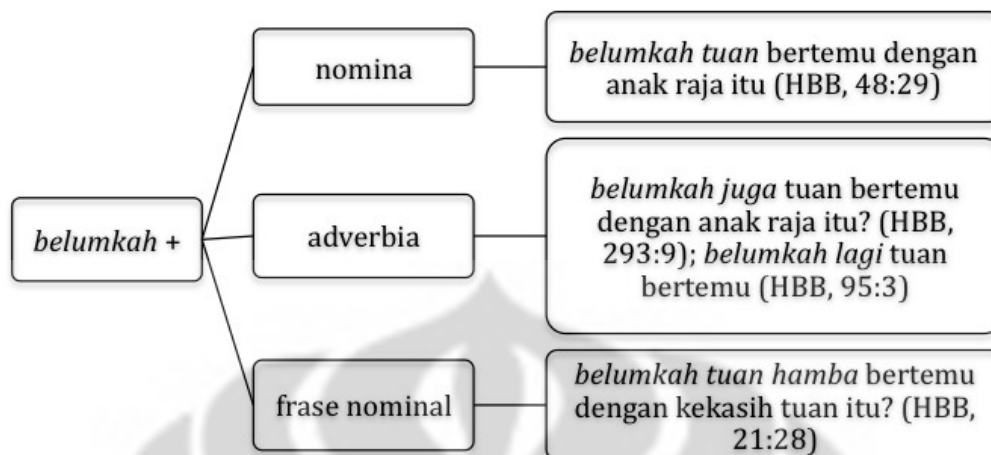 belumkah +
nomina
belumkah tuan bertemu dengan
anak raja itu (HBB, 48:29)
adverbia
belumkah juga tuan bertemu
dengan anak raja itu? (HBB,
293:9); belumkah lagi tuan
bertemu (HBB, 95:3)
frase nominal
belumkah tuan hamba bertemu
dengan kekasih tuan itu? (HBB,
21:28)